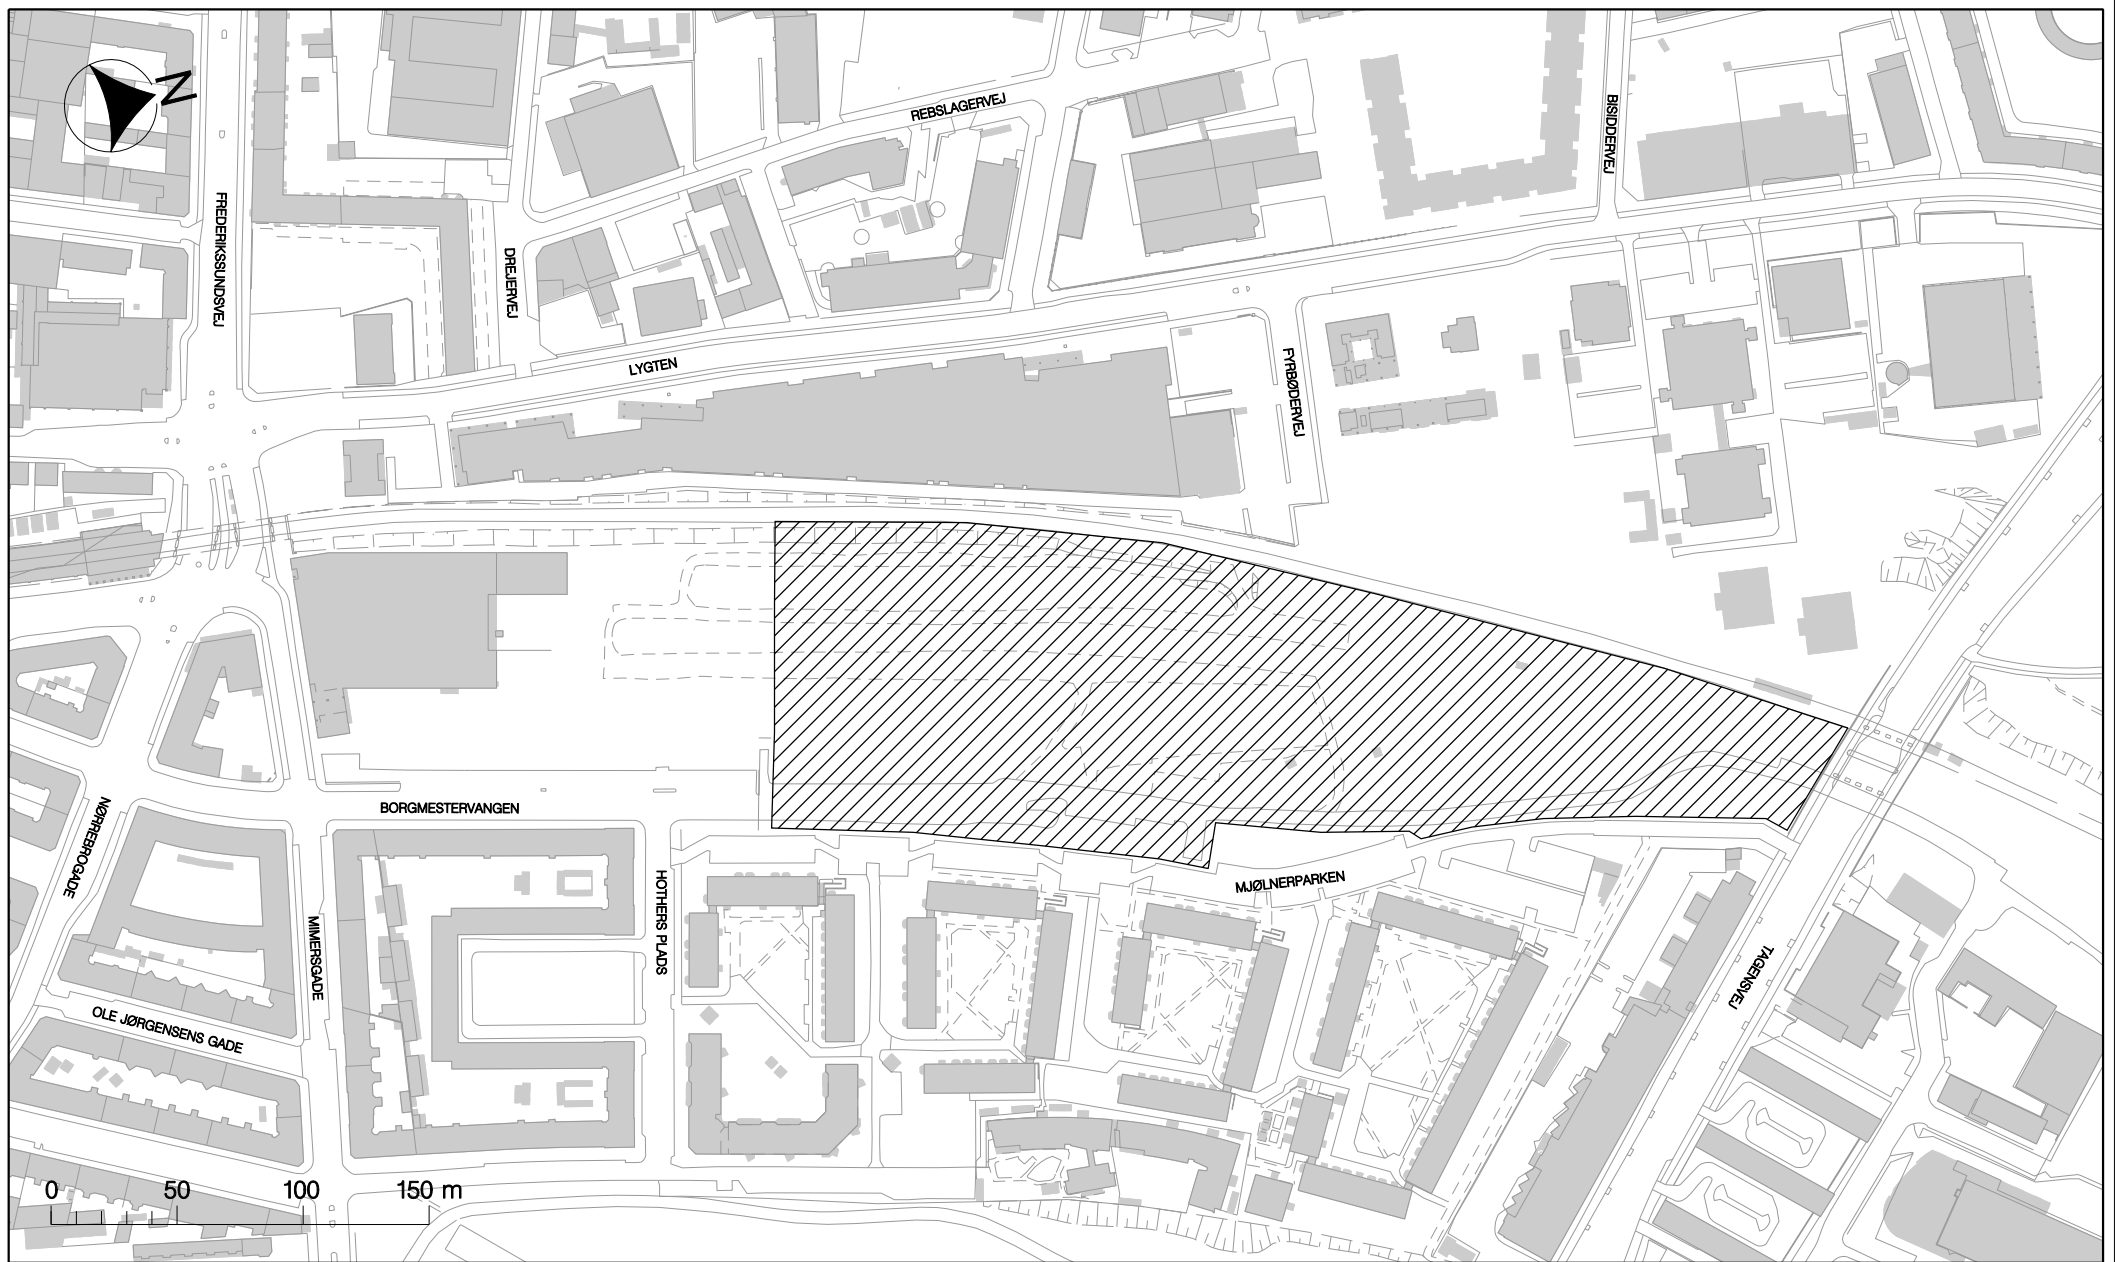 N
REBSLAGERVEJ
BISIDDERVEJ
FREDERIKSSUNDSVEJ
DREJERVEJ
LYGTEN
FYRBØDERVEJ
BORGMESTERVANGEN
NØRREBROGADE
MJØLNERPARKEN
HOTHERS PLADS
MIMERSGADE
TAGENSVEJ
OLE JØRGENSENS GADE
0 50 100 150 m